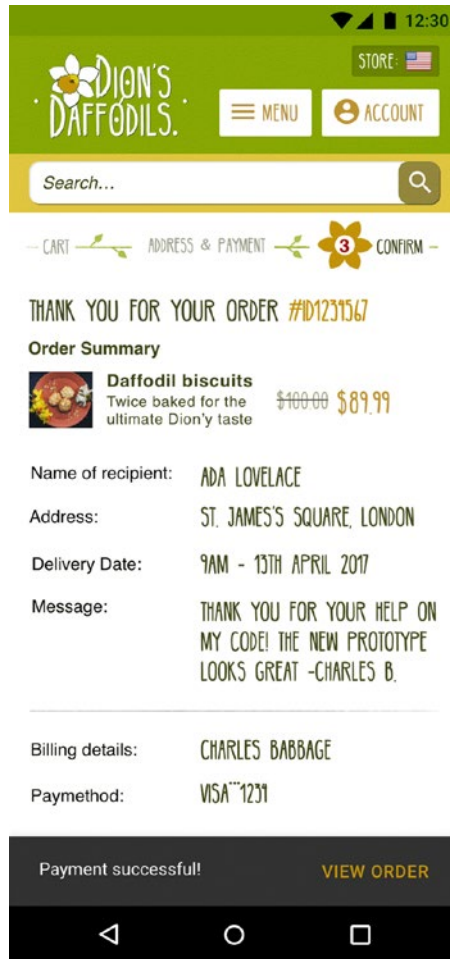 12:30
DION'S
DAFFODILS.
STORE:
MENU
ACCOUNT
Search...
CART
ADDRESS & PAYMENT
3
CONFIRM
THANK YOU FOR YOUR ORDER #ID1239567
Order Summary
Daffodil biscuits
Twice baked for the
ultimate Dion'y taste
$100.00 $89.99
Name of recipient: ADA LOVELACE
Address: ST. JAMES'S SQUARE, LONDON
Delivery Date: 9AM - 13TH APRIL 2017
Message: THANK YOU FOR YOUR HELP ON
MY CODE! THE NEW PROTOTYPE
LOOKS GREAT -CHARLES B.
Billing details: CHARLES BABBAGE
Paymethod: VISA***1239
Payment successful!
VIEW ORDER